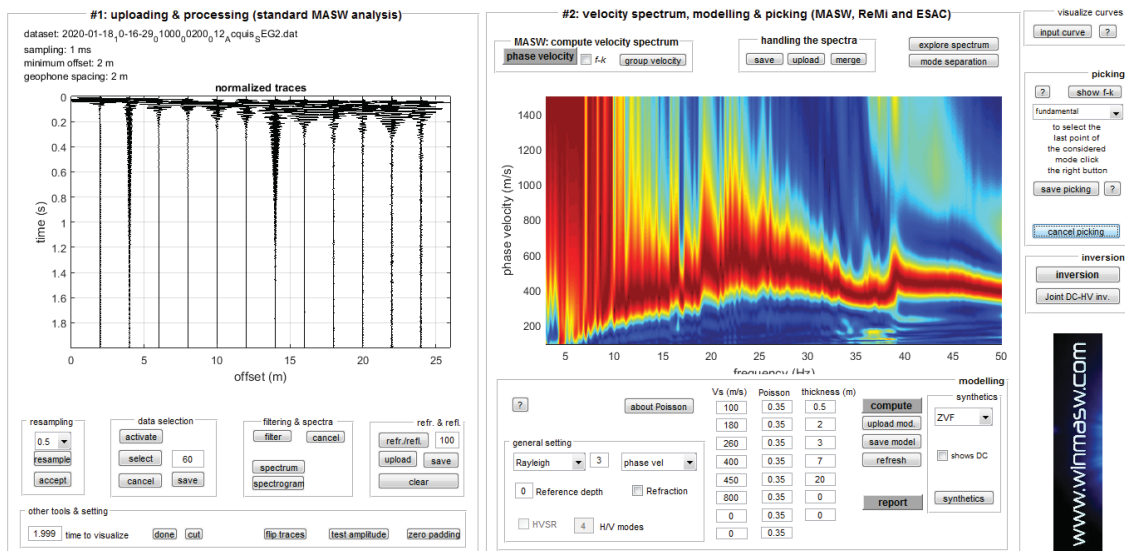 #1: uploading & processing (standard MASW analysis)
dataset: 2020-01-18₁0-16-29₀1000₀0200₀12_Acquis_SEG2.dat
sampling: 1 ms
minimum offset: 2 m
geophone spacing: 2 m
normalized traces
0
0.2
0.4
0.6
0.8
1
1.2
1.4
1.6
1.8
time (s)
0 5 10 15 20 25
offset (m)
resampling
0.5
resample
accept
data selection
activate
select 60
cancel save
filtering & spectra
filter cancel
spectrum
spectrogram
refr. & refl.
refr./refl. 100
upload save
clear
other tools & setting
1.999 time to visualize done cut flip traces test amplitude zero padding
#2: velocity spectrum, modelling & picking (MASW, ReMi and ESAC)
MASW: compute velocity spectrum
phase velocity f-k group velocity
handling the spectra
save upload merge
explore spectrum
mode separation
1400
1200
1000
800
600
400
200
phase velocity (m/s)
5 10 15 20 25 30 35 40 45 50
frequency (Hz)
modelling
? about Poisson
general setting
Rayleigh 3 phase vel
0 Reference depth Refraction
HVSR 4 H/V modes
Vs (m/s) Poisson thickness (m)
100 0.35 0.5
180 0.35 2
260 0.35 3
400 0.35 7
450 0.35 20
800 0.35 0
0 0.35 0
0 0.35
compute
upload mod.
save model
refresh
report
synthetics
ZVF
shows DC
synthetics
visualize curves
input curve ?
picking
? show f-k
fundamental
to select the
last point of
the considered
mode click
the right button
save picking ?
cancel picking
inversion
inversion
Joint DC-HV inv.
www.winmasw.com